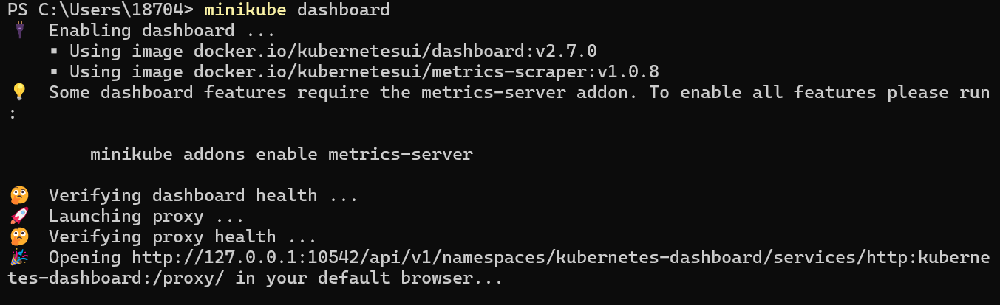 PS C:\Users\18704> minikube dashboard
🔌  Enabling dashboard ...
    ▪ Using image docker.io/kubernetesui/dashboard:v2.7.0
    ▪ Using image docker.io/kubernetesui/metrics-scraper:v1.0.8
💡  Some dashboard features require the metrics-server addon. To enable all features please run
:
        minikube addons enable metrics-server
🤔  Verifying dashboard health ...
🚀  Launching proxy ...
🤔  Verifying proxy health ...
🎉  Opening http://127.0.0.1:10542/api/v1/namespaces/kubernetes-dashboard/services/http:kuberne
tes-dashboard:/proxy/ in your default browser...